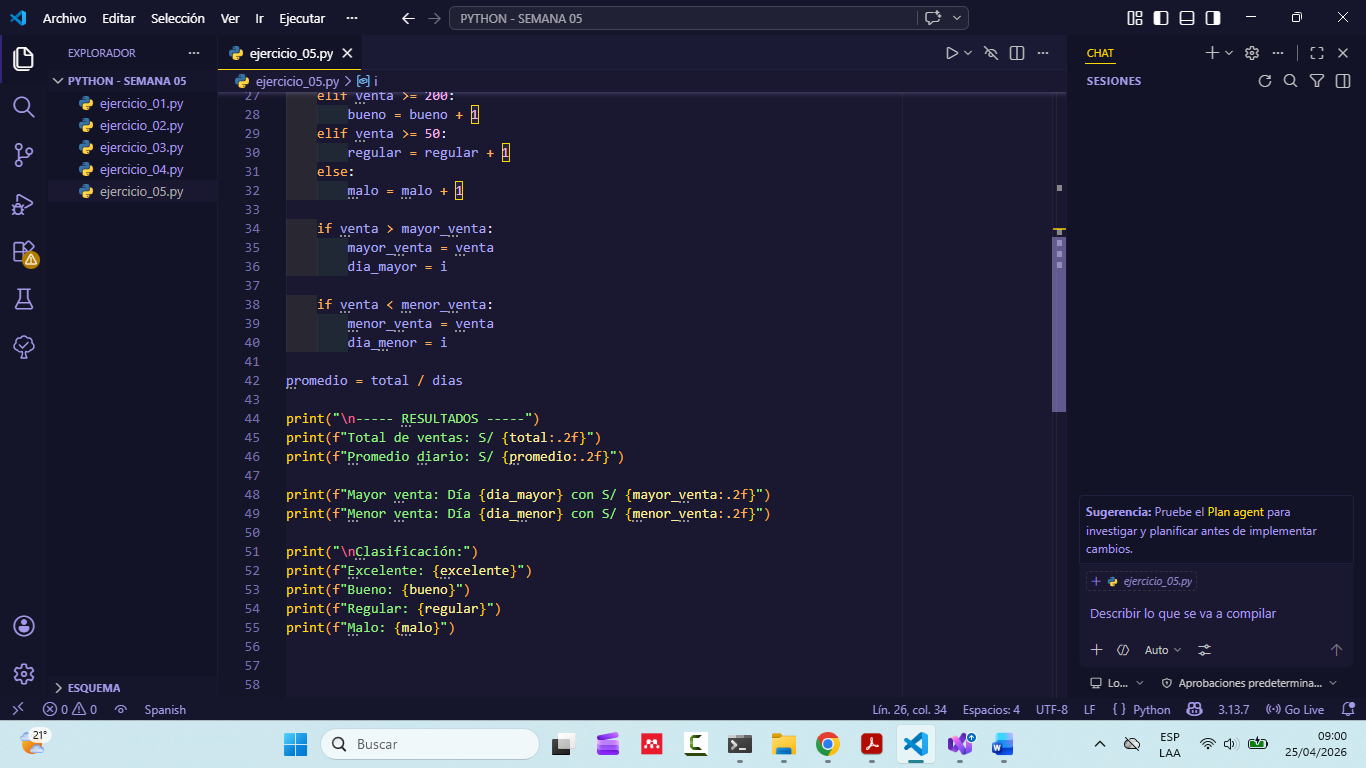 Archivo Editar Selección Ver Ir Ejecutar ··· PYTHON - SEMANA 05
EXPLORADOR ···
PYTHON - SEMANA 05
ejercicio_01.py
ejercicio_02.py
ejercicio_03.py
ejercicio_04.py
ejercicio_05.py
ESQUEMA
ejercicio_05.py
ejercicio_05.py > i
27 elif venta >= 200:
28 bueno = bueno + 1
29 elif venta >= 50:
30 regular = regular + 1
31 else:
32 malo = malo + 1
33
34 if venta > mayor_venta:
35 mayor_venta = venta
36 dia_mayor = i
37
38 if venta < menor_venta:
39 menor_venta = venta
40 dia_menor = i
41
42 promedio = total / dias
43
44 print("\n----- RESULTADOS -----")
45 print(f"Total de ventas: S/ {total:.2f}")
46 print(f"Promedio diario: S/ {promedio:.2f}")
47
48 print(f"Mayor venta: Día {dia_mayor} con S/ {mayor_venta:.2f}")
49 print(f"Menor venta: Día {dia_menor} con S/ {menor_venta:.2f}")
50
51 print("\nClasificación:")
52 print(f"Excelente: {excelente}")
53 print(f"Bueno: {bueno}")
54 print(f"Regular: {regular}")
55 print(f"Malo: {malo}")
56
57
58
CHAT
SESIONES
Sugerencia: Pruebe el Plan agent para
investigar y planificar antes de implementar
cambios.
ejercicio_05.py
Describir lo que se va a compilar
Auto
Lo... Aprobaciones predetermina...
0 0 Spanish Lín. 26, col. 34 Espacios: 4 UTF-8 LF Python 3.13.7 Go Live
21° Buscar ESP
LAA
09:00
25/04/2026